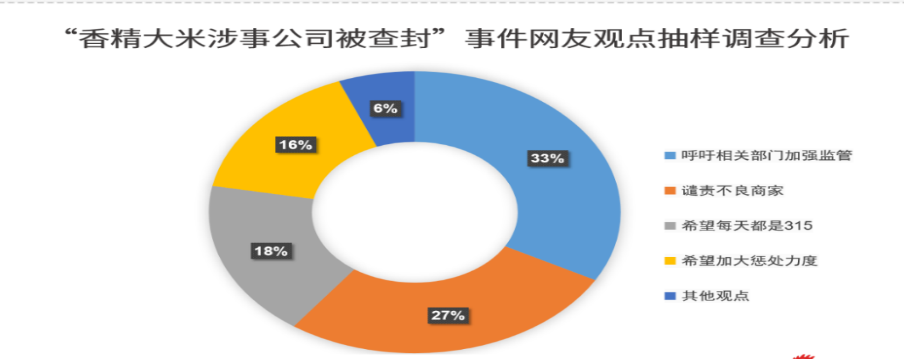 “香精大米涉事公司被查封”事件网友观点抽样调查分析
6%
16%
33%
18%
27%
呼吁相关部门加强监管
谴责不良商家
希望每天都是315
希望加大惩处力度
其他观点